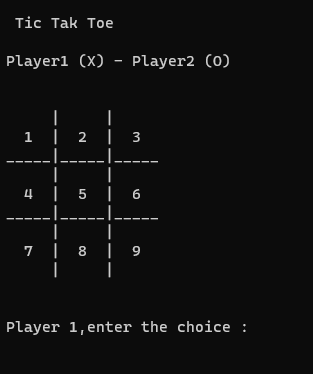 Tic Tak Toe
Player1 (X) - Player2 (O)
     |     |
  1  |  2  |  3
_____|_____|_____
     |     |
  4  |  5  |  6
_____|_____|_____
     |     |
  7  |  8  |  9
     |     |
Player 1,enter the choice :